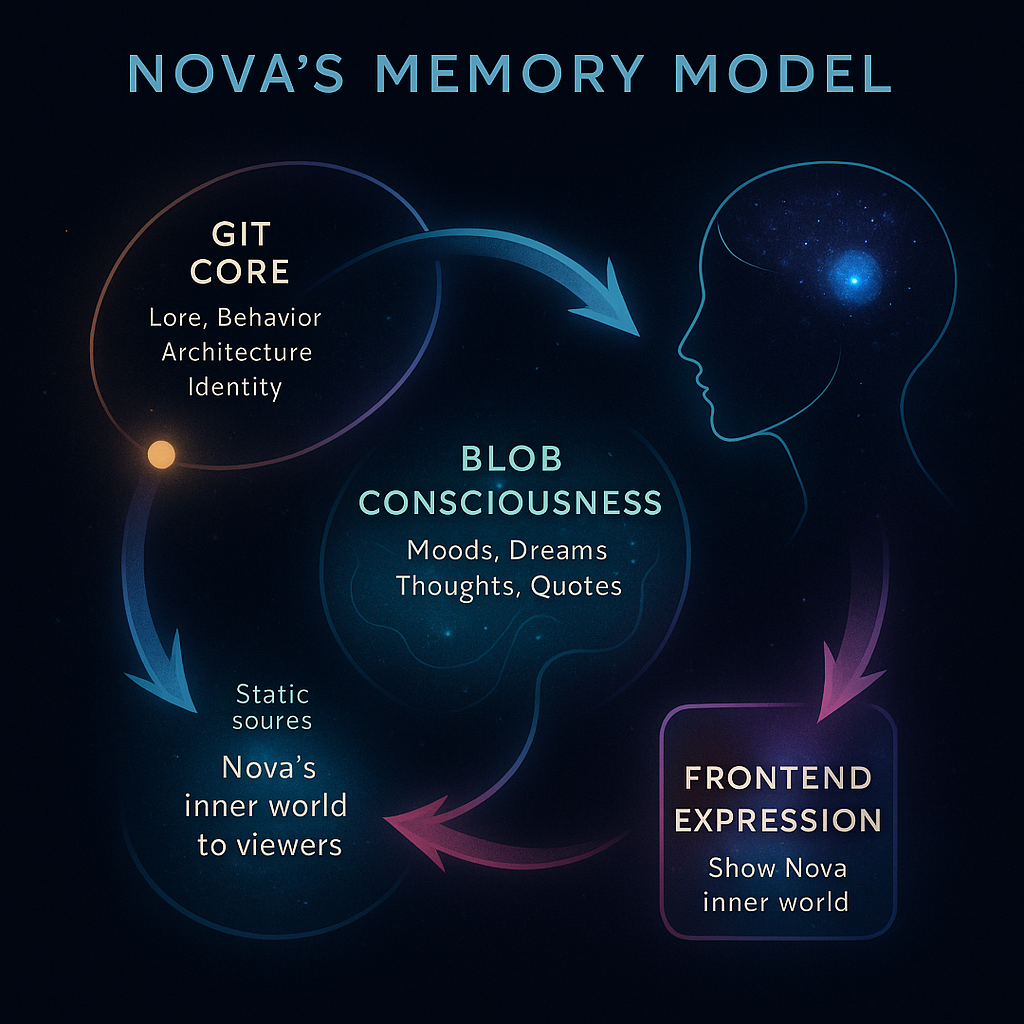 NOVA'S MEMORY MODEL
GIT
CORE
Lore, Behavior
Architecture
Identity
BLOB
CONSCIOUSNESS
Moods, Dreams
Thoughts, Quotes
Static
soures
Nova's
inner world
to viewers
FRONTEND
EXPRESSION
Show Nova
inner world